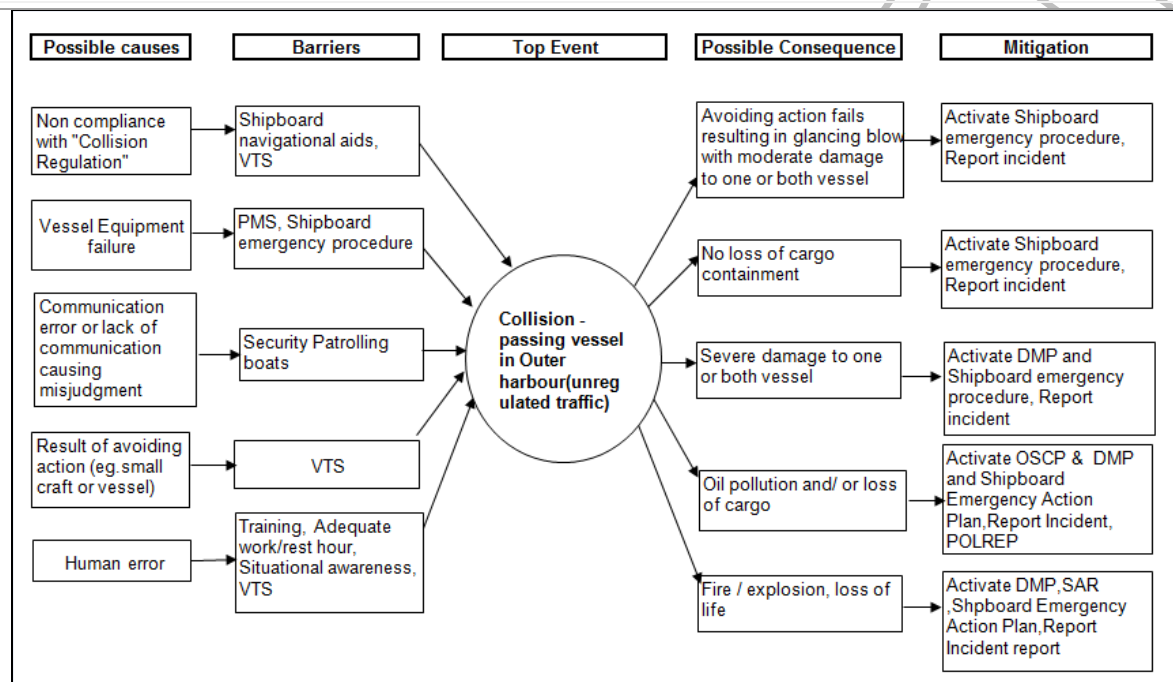 Possible causes
Barriers
Top Event
Possible Consequence
Mitigation
Non compliance
with "Collision
Regulation"
Shipboard
navigational aids,
VTS
Avoiding action fails
resulting in glancing blow
with moderate damage
to one or both vessel
Activate Shipboard
emergency procedure,
Report incident
Vessel Equipment
failure
PMS, Shipboard
emergency procedure
No loss of cargo
containment
Activate Shipboard
emergency procedure,
Report incident
Communication
error or lack of
communication
causing
misjudgment
Security Patrolling
boats
Collision -
passing vessel
in Outer
harbour(unreg
ulated traffic)
Severe damage to one
or both vessel
Activate DMP and
Shipboard emergency
procedure, Report
incident
Result of avoiding
action (eg.small
craft or vessel)
VTS
Oil pollution and/ or loss
of cargo
Activate OSCP & DMP
and Shipboard
Emergency Action
Plan,Report Incident,
POLREP
Human error
Training, Adequate
work/rest hour,
Situational awareness,
VTS
Fire / explosion, loss of
life
Activate DMP,SAR
,Shpboard Emergency
Action Plan,Report
Incident report